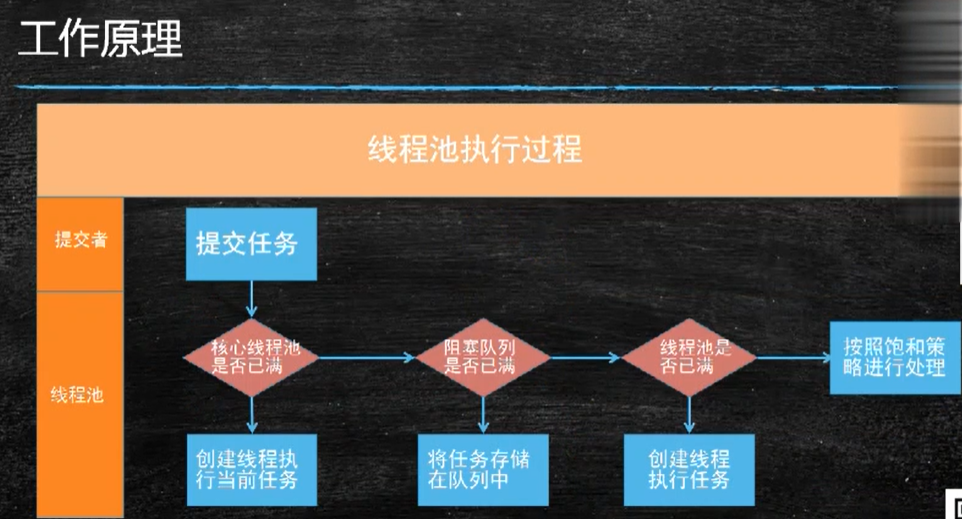 工作原理
线程池执行过程
提交者
提交任务
核心线程池
是否已满
阻塞队列
是否已满
线程池是
否已满
按照饱和策
略进行处理
线程池
创建线程执
行当前任务
将任务存储
在队列中
创建线程
执行任务